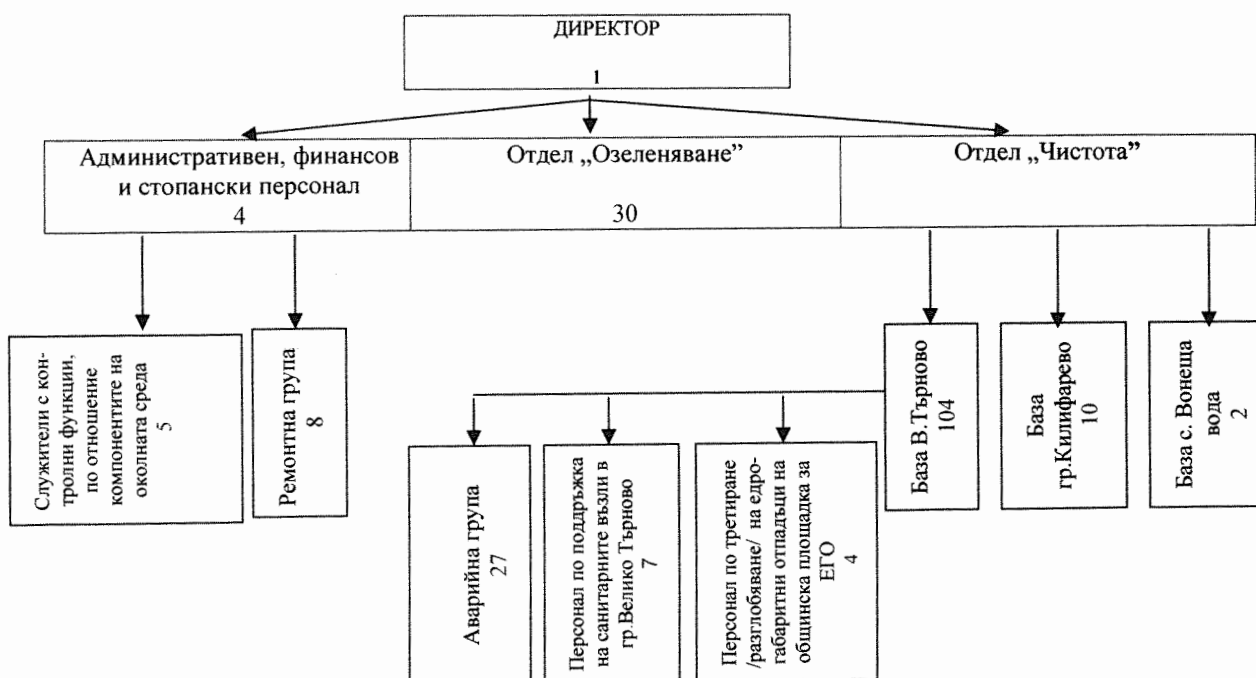 ДИРЕКТОР
1
Административен, финансов
и стопански персонал
4
Отдел „Озеленяване”
30
Отдел „Чистота”
Служители с кон-
тролни функции,
по отношение
компонентите на
околната среда
5
Ремонтна група
8
База В.Търново
104
База
гр.Килифарево
10
База с. Вонеща
вода
2
Аварийна група
27
Персонал по поддръжка
на санитарните възли в
гр.Велико Търново
7
Персонал по третиране
/разглобяване/ на едро-
габаритни отпадъци на
общинска площадка за
ЕГО
4